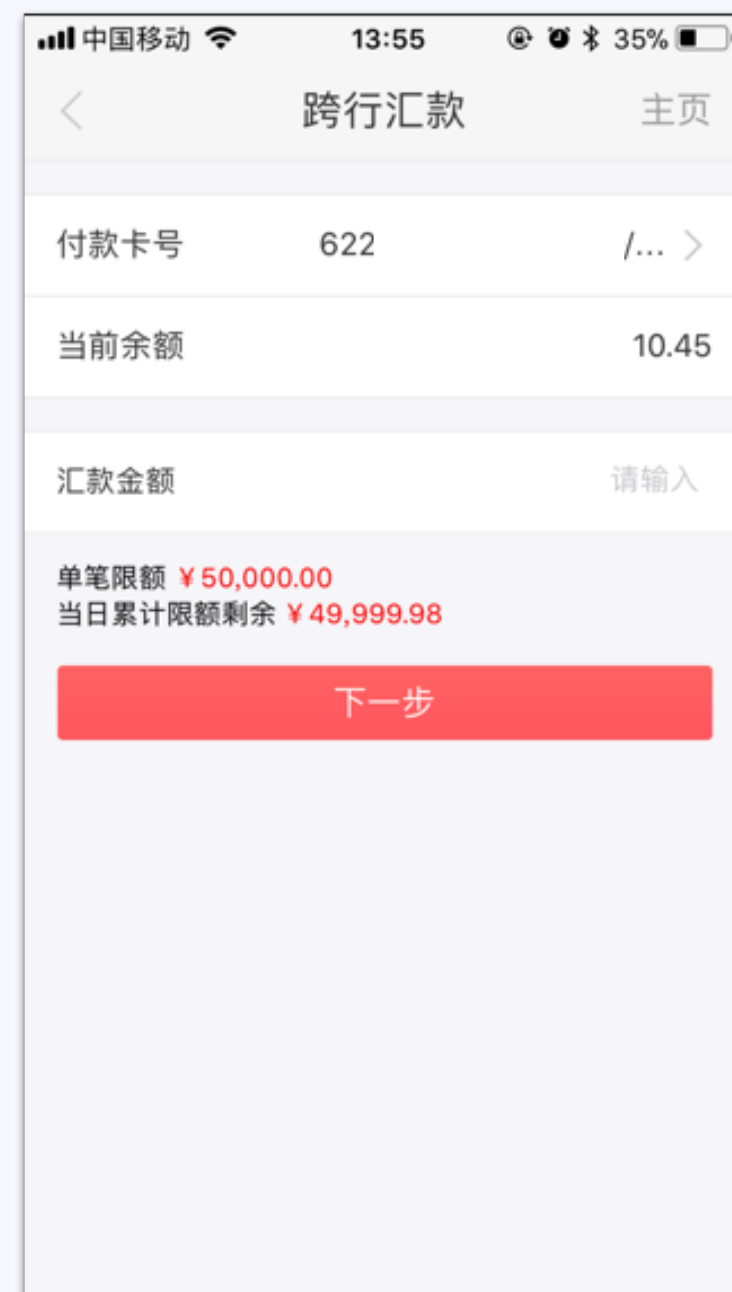 中国移动 13:55 35%
跨行汇款 主页
付款卡号 622 /...
当前余额 10.45
汇款金额 请输入
单笔限额 ¥50,000.00
当日累计限额剩余 ¥49,999.98
下一步